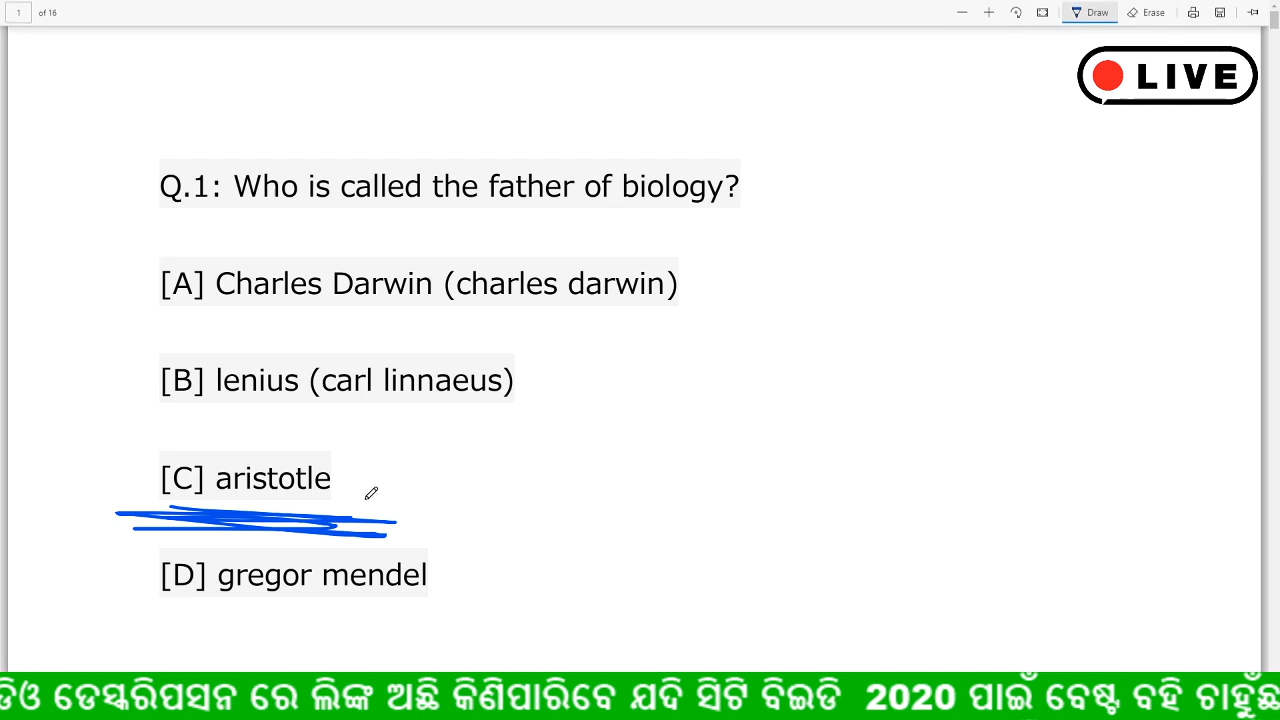 1 of 16
Draw
Erase
LIVE
Q.1: Who is called the father of biology?
[A] Charles Darwin (charles darwin)
[B] lenius (carl linnaeus)
[C] aristotle
[D] gregor mendel
ଡେସ୍କରିପସନ ରେ ଲିଙ୍କ ଅଛି କିଣିପାରିବେ ଯଦି ସିଟି ବିଇଡି 2020 ପାଇଁ ବେଷ୍ଟ ବହି